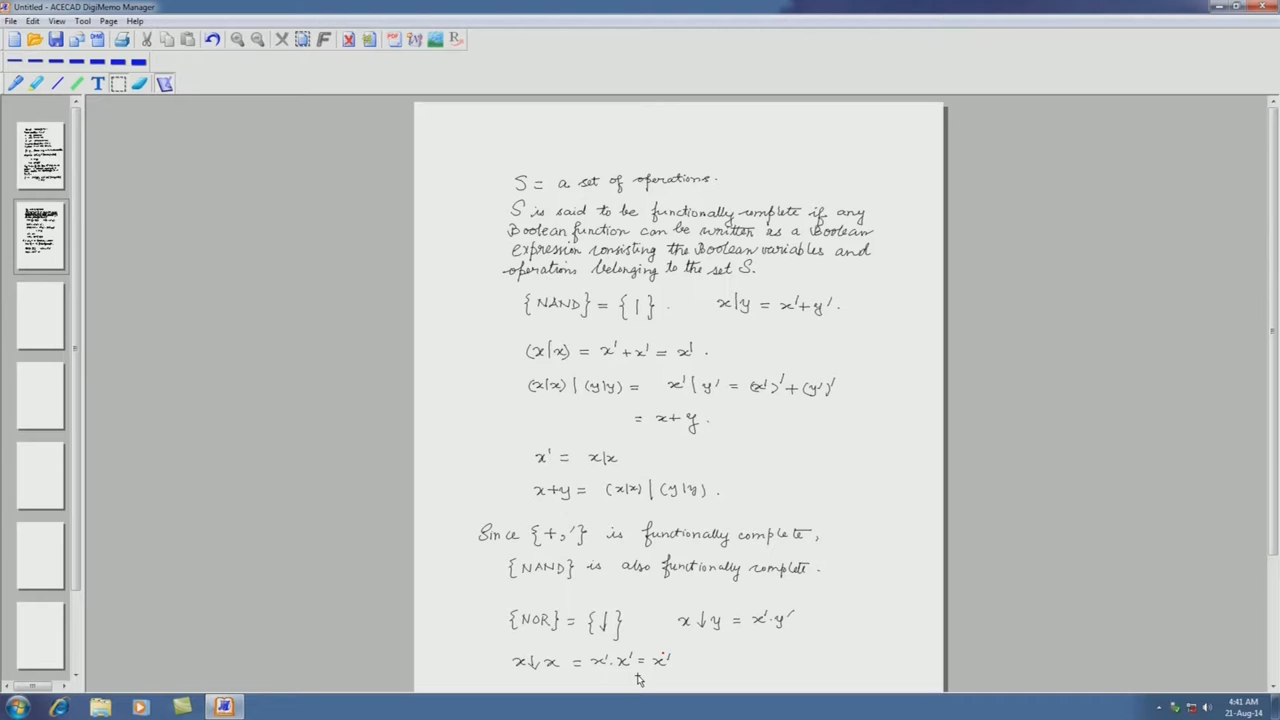 Untitled - ACECAD DigiMemo Manager
File Edit View Tool Page Help
S = a set of operations.
S is said to be functionally complete if any
Boolean function can be written as a Boolean
expression consisting the Boolean variables and
operations belonging to the set S.
{NAND} = {|}. x|y = x'+y'.
(x|x) = x'+x' = x'.
(x|x)|(y|y) = x'|y' = (x')'+(y')'
= x+y.
x' = x|x
x+y = (x|x)|(y|y).
Since {+,'} is functionally complete,
{NAND} is also functionally complete.
{NOR} = {↓} x↓y = x'·y'
x↓x = x'·x' = x'
4:41 AM
21-Aug-14